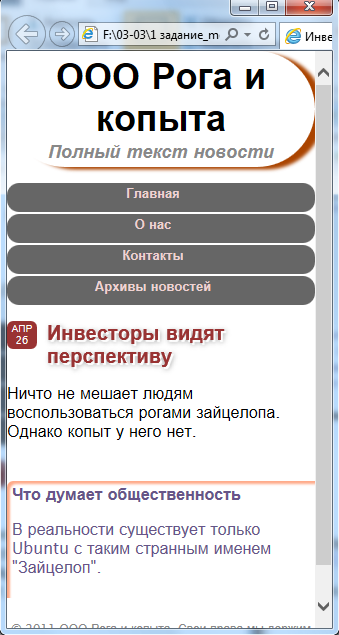 F:\03-03\1 задание_m
Инве
ООО Рога и
копыта
Полный текст новости
Главная
О нас
Контакты
Архивы новостей
АПР
26
Инвесторы видят
перспективу
Ничто не мешает людям
воспользоваться рогами зайцелопа.
Однако копыт у него нет.
Что думает общественность
В реальности существует только
Ubuntu с таким странным именем
"Зайцелоп".
© 2011 ООО Рога и копыта. Свои права мы держим